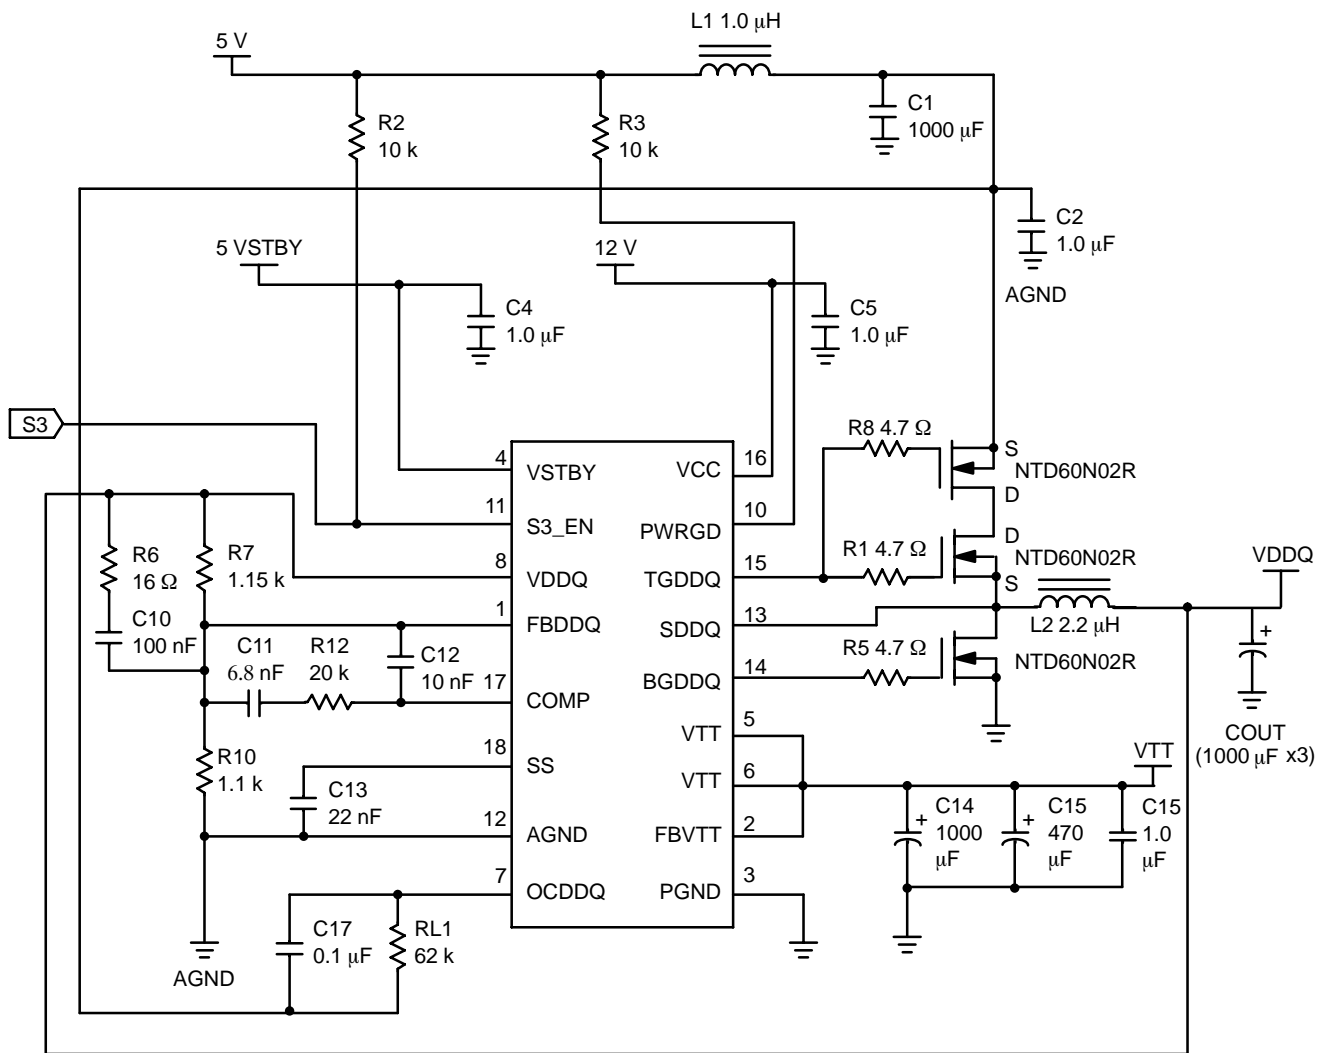 L1 1.0 μH
5 V
R2
10 k
R3
10 k
C1
1000 μF
C2
1.0 μF
AGND
5 VSTBY
12 V
C4
1.0 μF
C5
1.0 μF
S3
R8 4.7 Ω
S
NTD60N02R
D
4
VSTBY
VCC
16
11
S3_EN
PWRGD
10
D
NTD60N02R
S
R1 4.7 Ω
R6
16 Ω
R7
1.15 k
8
VDDQ
TGDDQ
15
VDDQ
1
FBDDQ
SDDQ
13
L2 2.2 μH
C10
100 nF
C11
6.8 nF
R12
20 k
C12
10 nF
R5 4.7 Ω
NTD60N02R
17
COMP
BGDDQ
14
+
COUT
(1000 μF x3)
VTT
5
18
SS
VTT
6
VTT
R10
1.1 k
C13
22 nF
12
AGND
FBVTT
2
+
C14
1000
μF
+
C15
470
μF
C15
1.0
μF
7
OCDDQ
PGND
3
C17
0.1 μF
RL1
62 k
AGND